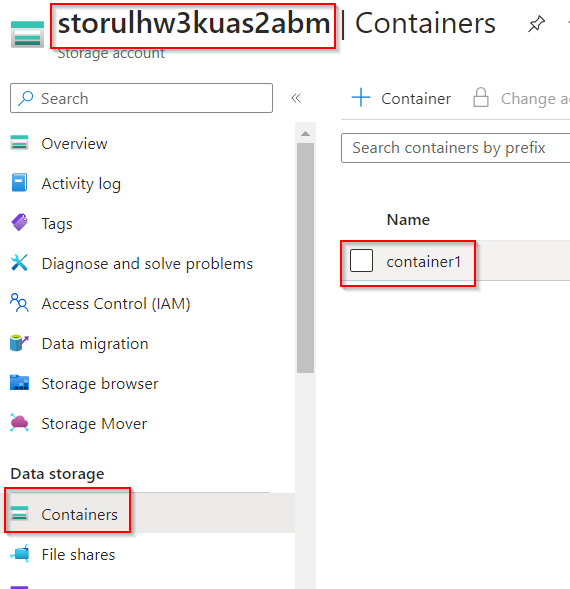 storulhw3kuas2abm | Containers
Storage account
Search
«
Container
Change a
Overview
Search containers by prefix
Activity log
Tags
Name
Diagnose and solve problems
container1
Access Control (IAM)
Data migration
Storage browser
Storage Mover
Data storage
Containers
File shares